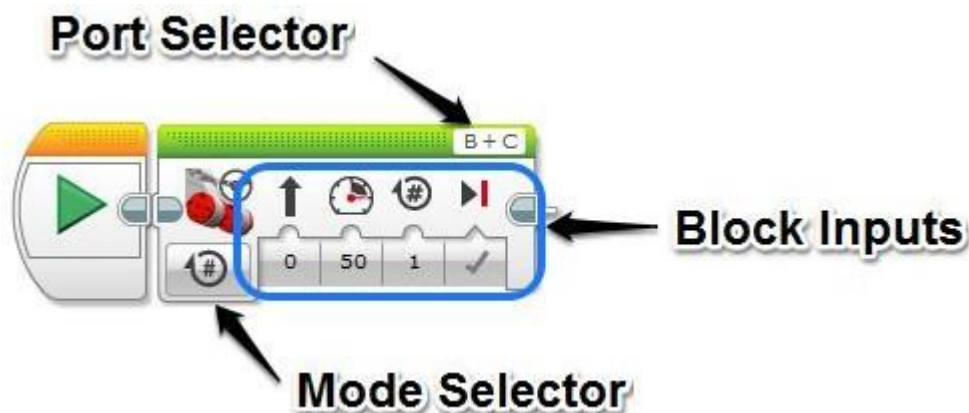 Port Selector
B + C
#
#
0 50 1
Block Inputs
Mode Selector